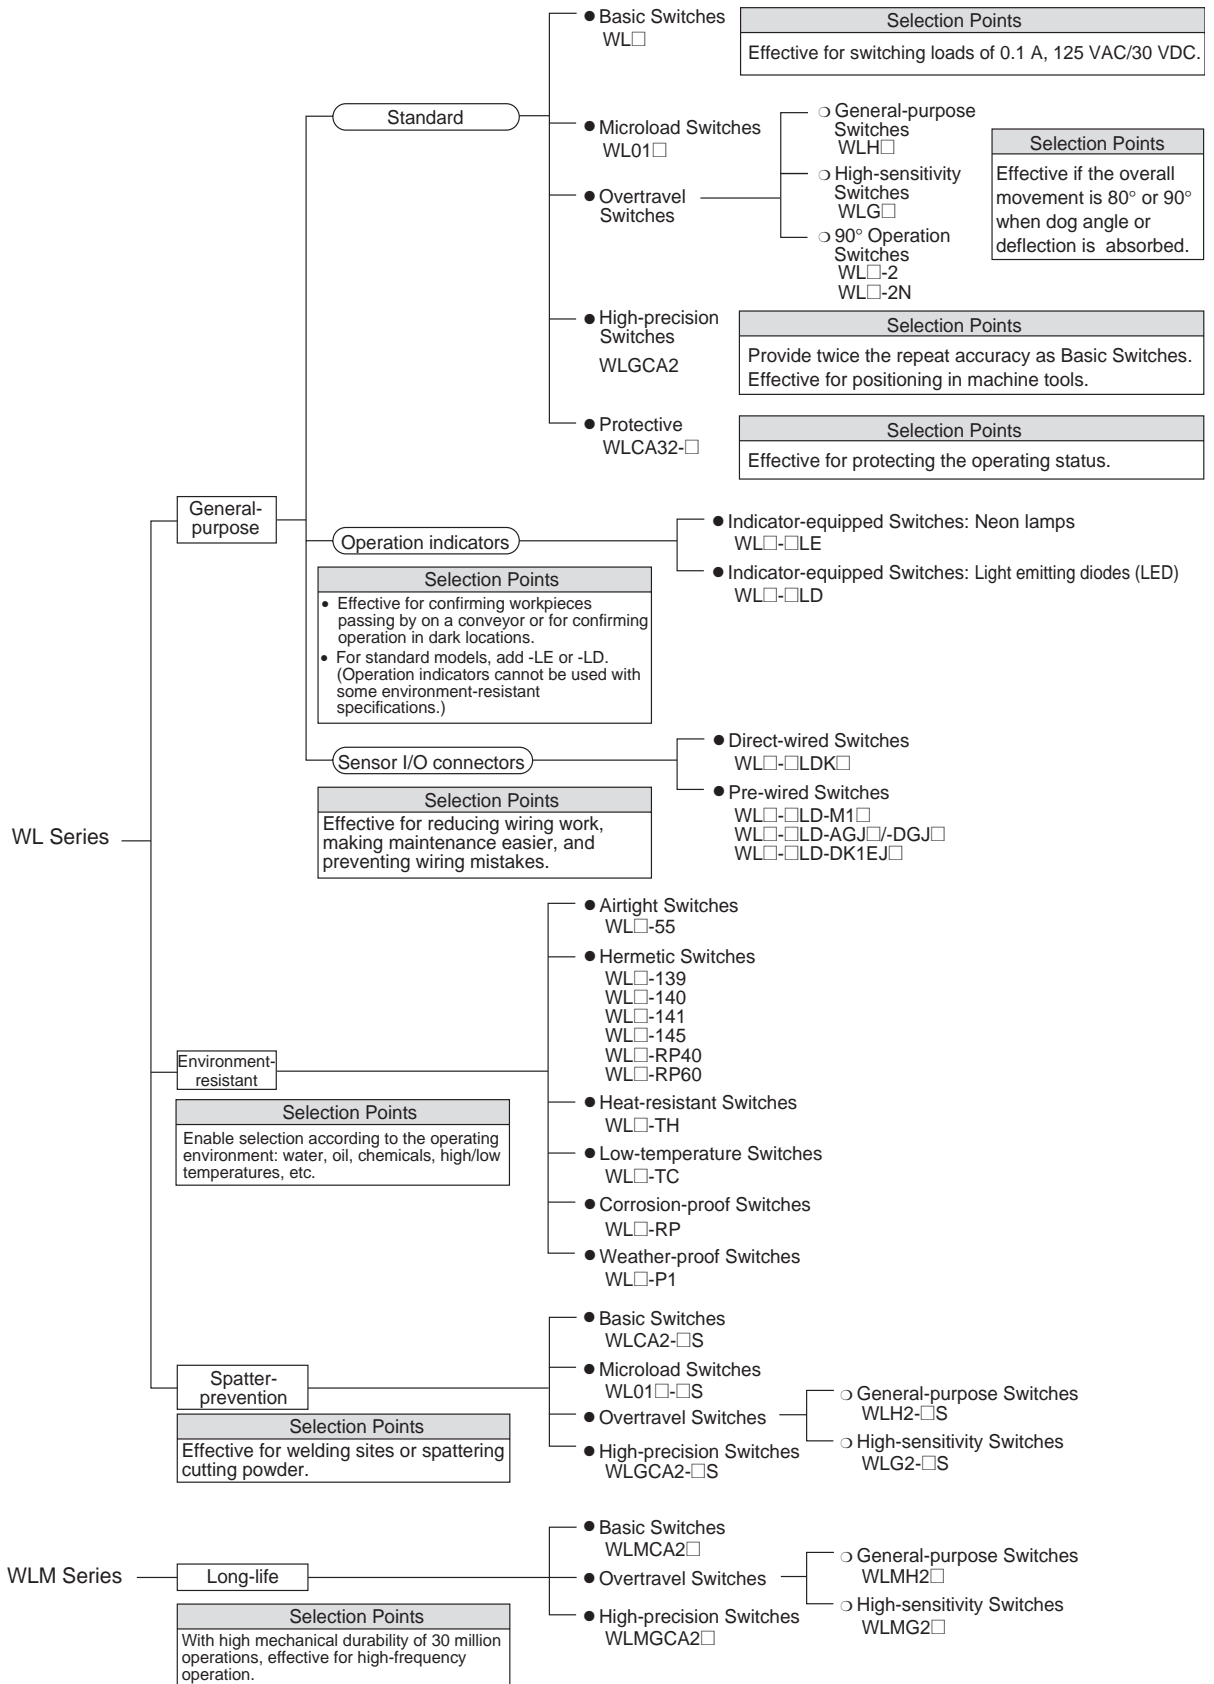 ● Basic Switches
WL□
Selection Points
Effective for switching loads of 0.1 A, 125 VAC/30 VDC.
Standard
● Microload Switches
WL01□
● Overtravel
Switches
❍ General-purpose
Switches
WLH□
❍ High-sensitivity
Switches
WLG□
❍ 90° Operation
Switches
WL□-2
WL□-2N
Selection Points
Effective if the overall
movement is 80° or 90°
when dog angle or
deflection is absorbed.
● High-precision
Switches
WLGCA2
Selection Points
Provide twice the repeat accuracy as Basic Switches.
Effective for positioning in machine tools.
● Protective
WLCA32-□
Selection Points
Effective for protecting the operating status.
General-
purpose
Operation indicators
● Indicator-equipped Switches: Neon lamps
WL□-□LE
● Indicator-equipped Switches: Light emitting diodes (LED)
WL□-□LD
Selection Points
• Effective for confirming workpieces
passing by on a conveyor or for confirming
operation in dark locations.
• For standard models, add -LE or -LD.
(Operation indicators cannot be used with
some environment-resistant
specifications.)
Sensor I/O connectors
● Direct-wired Switches
WL□-□LDK□
● Pre-wired Switches
WL□-□LD-M1□
WL□-□LD-AGJ□/-DGJ□
WL□-□LD-DK1EJ□
Selection Points
Effective for reducing wiring work,
making maintenance easier, and
preventing wiring mistakes.
WL Series
● Airtight Switches
WL□-55
● Hermetic Switches
WL□-139
WL□-140
WL□-141
WL□-145
WL□-RP40
WL□-RP60
Environment-
resistant
Selection Points
Enable selection according to the operating
environment: water, oil, chemicals, high/low
temperatures, etc.
● Heat-resistant Switches
WL□-TH
● Low-temperature Switches
WL□-TC
● Corrosion-proof Switches
WL□-RP
● Weather-proof Switches
WL□-P1
Spatter-
prevention
Selection Points
Effective for welding sites or spattering
cutting powder.
● Basic Switches
WLCA2-□S
● Microload Switches
WL01□-□S
● Overtravel Switches
❍ General-purpose Switches
WLH2-□S
❍ High-sensitivity Switches
WLG2-□S
● High-precision Switches
WLGCA2-□S
WLM Series
Long-life
Selection Points
With high mechanical durability of 30 million
operations, effective for high-frequency
operation.
● Basic Switches
WLMCA2□
● Overtravel Switches
❍ General-purpose Switches
WLMH2□
❍ High-sensitivity Switches
WLMG2□
● High-precision Switches
WLMGCA2□